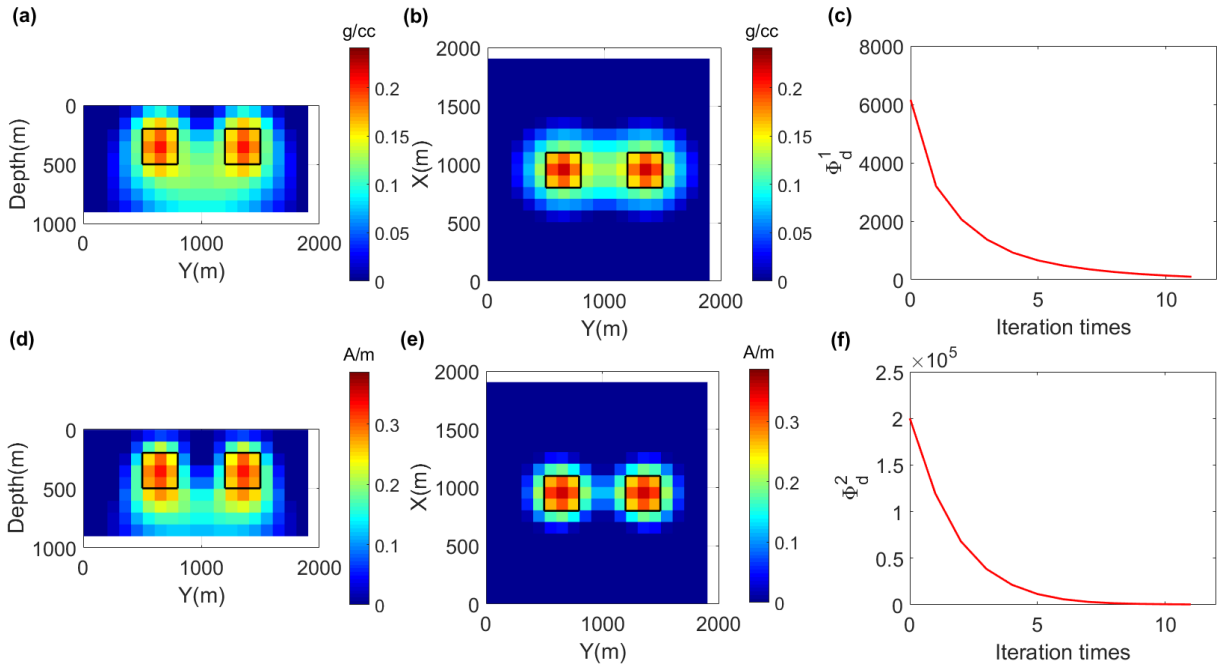 (a)
g/cc
Depth(m)
0
500
1000
0
1000
2000
Y(m)
0.2
0.15
0.1
0.05
0
(b)
g/cc
X(m)
2000
1500
1000
500
0
0
1000
2000
Y(m)
0.2
0.15
0.1
0.05
0
(c)
Φ_d^1
8000
6000
4000
2000
0
0
5
10
Iteration times
(d)
A/m
Depth(m)
0
500
1000
0
1000
2000
Y(m)
0.3
0.2
0.1
0
(e)
A/m
X(m)
2000
1500
1000
500
0
0
1000
2000
Y(m)
0.3
0.2
0.1
0
(f)
×10^5
Φ_d^2
2.5
2
1.5
1
0.5
0
0
5
10
Iteration times